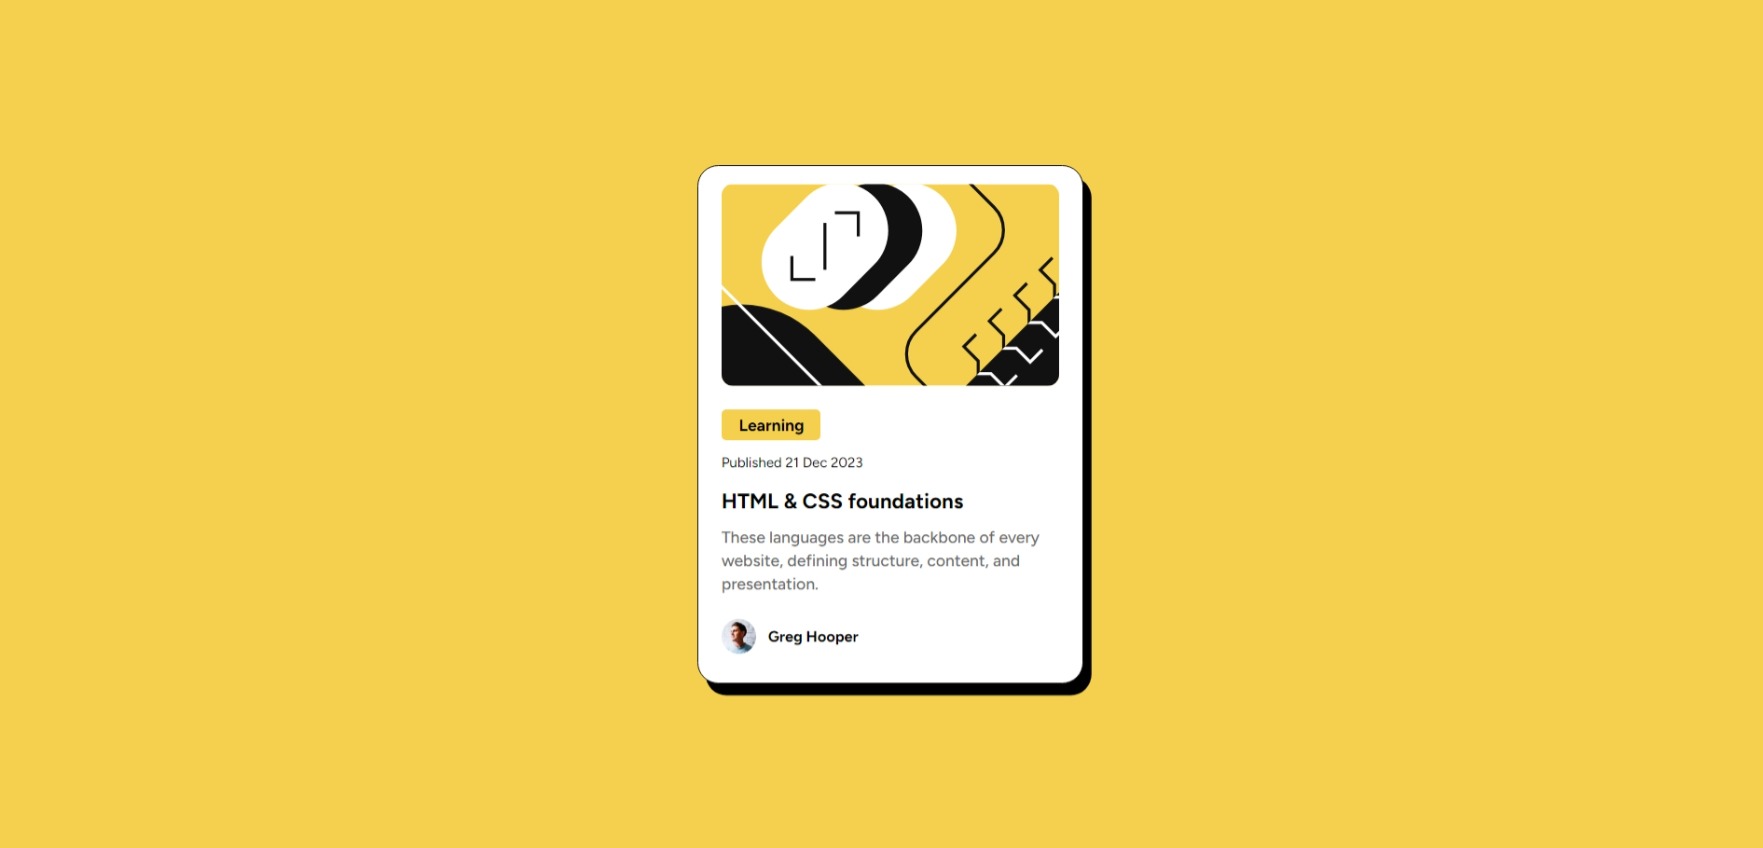 Learning
Published 21 Dec 2023
HTML & CSS foundations
These languages are the backbone of every
website, defining structure, content, and
presentation.
Greg Hooper